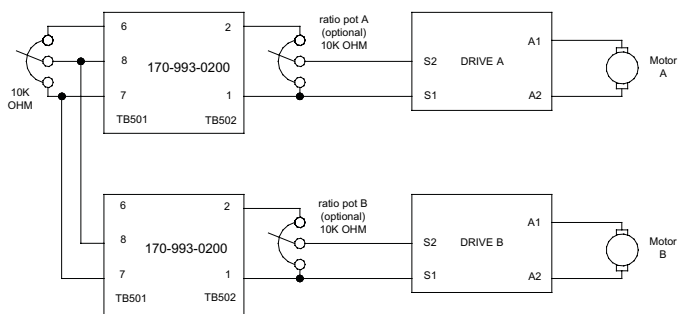 ratio pot A
(optional)
10K OHM
6
2
8
170-993-0200
S2
DRIVE A
A1
Motor
A
7
1
S1
A2
10K
OHM
TB501
TB502
ratio pot B
(optional)
10K OHM
6
2
8
170-993-0200
S2
DRIVE B
A1
Motor
B
7
1
S1
A2
TB501
TB502